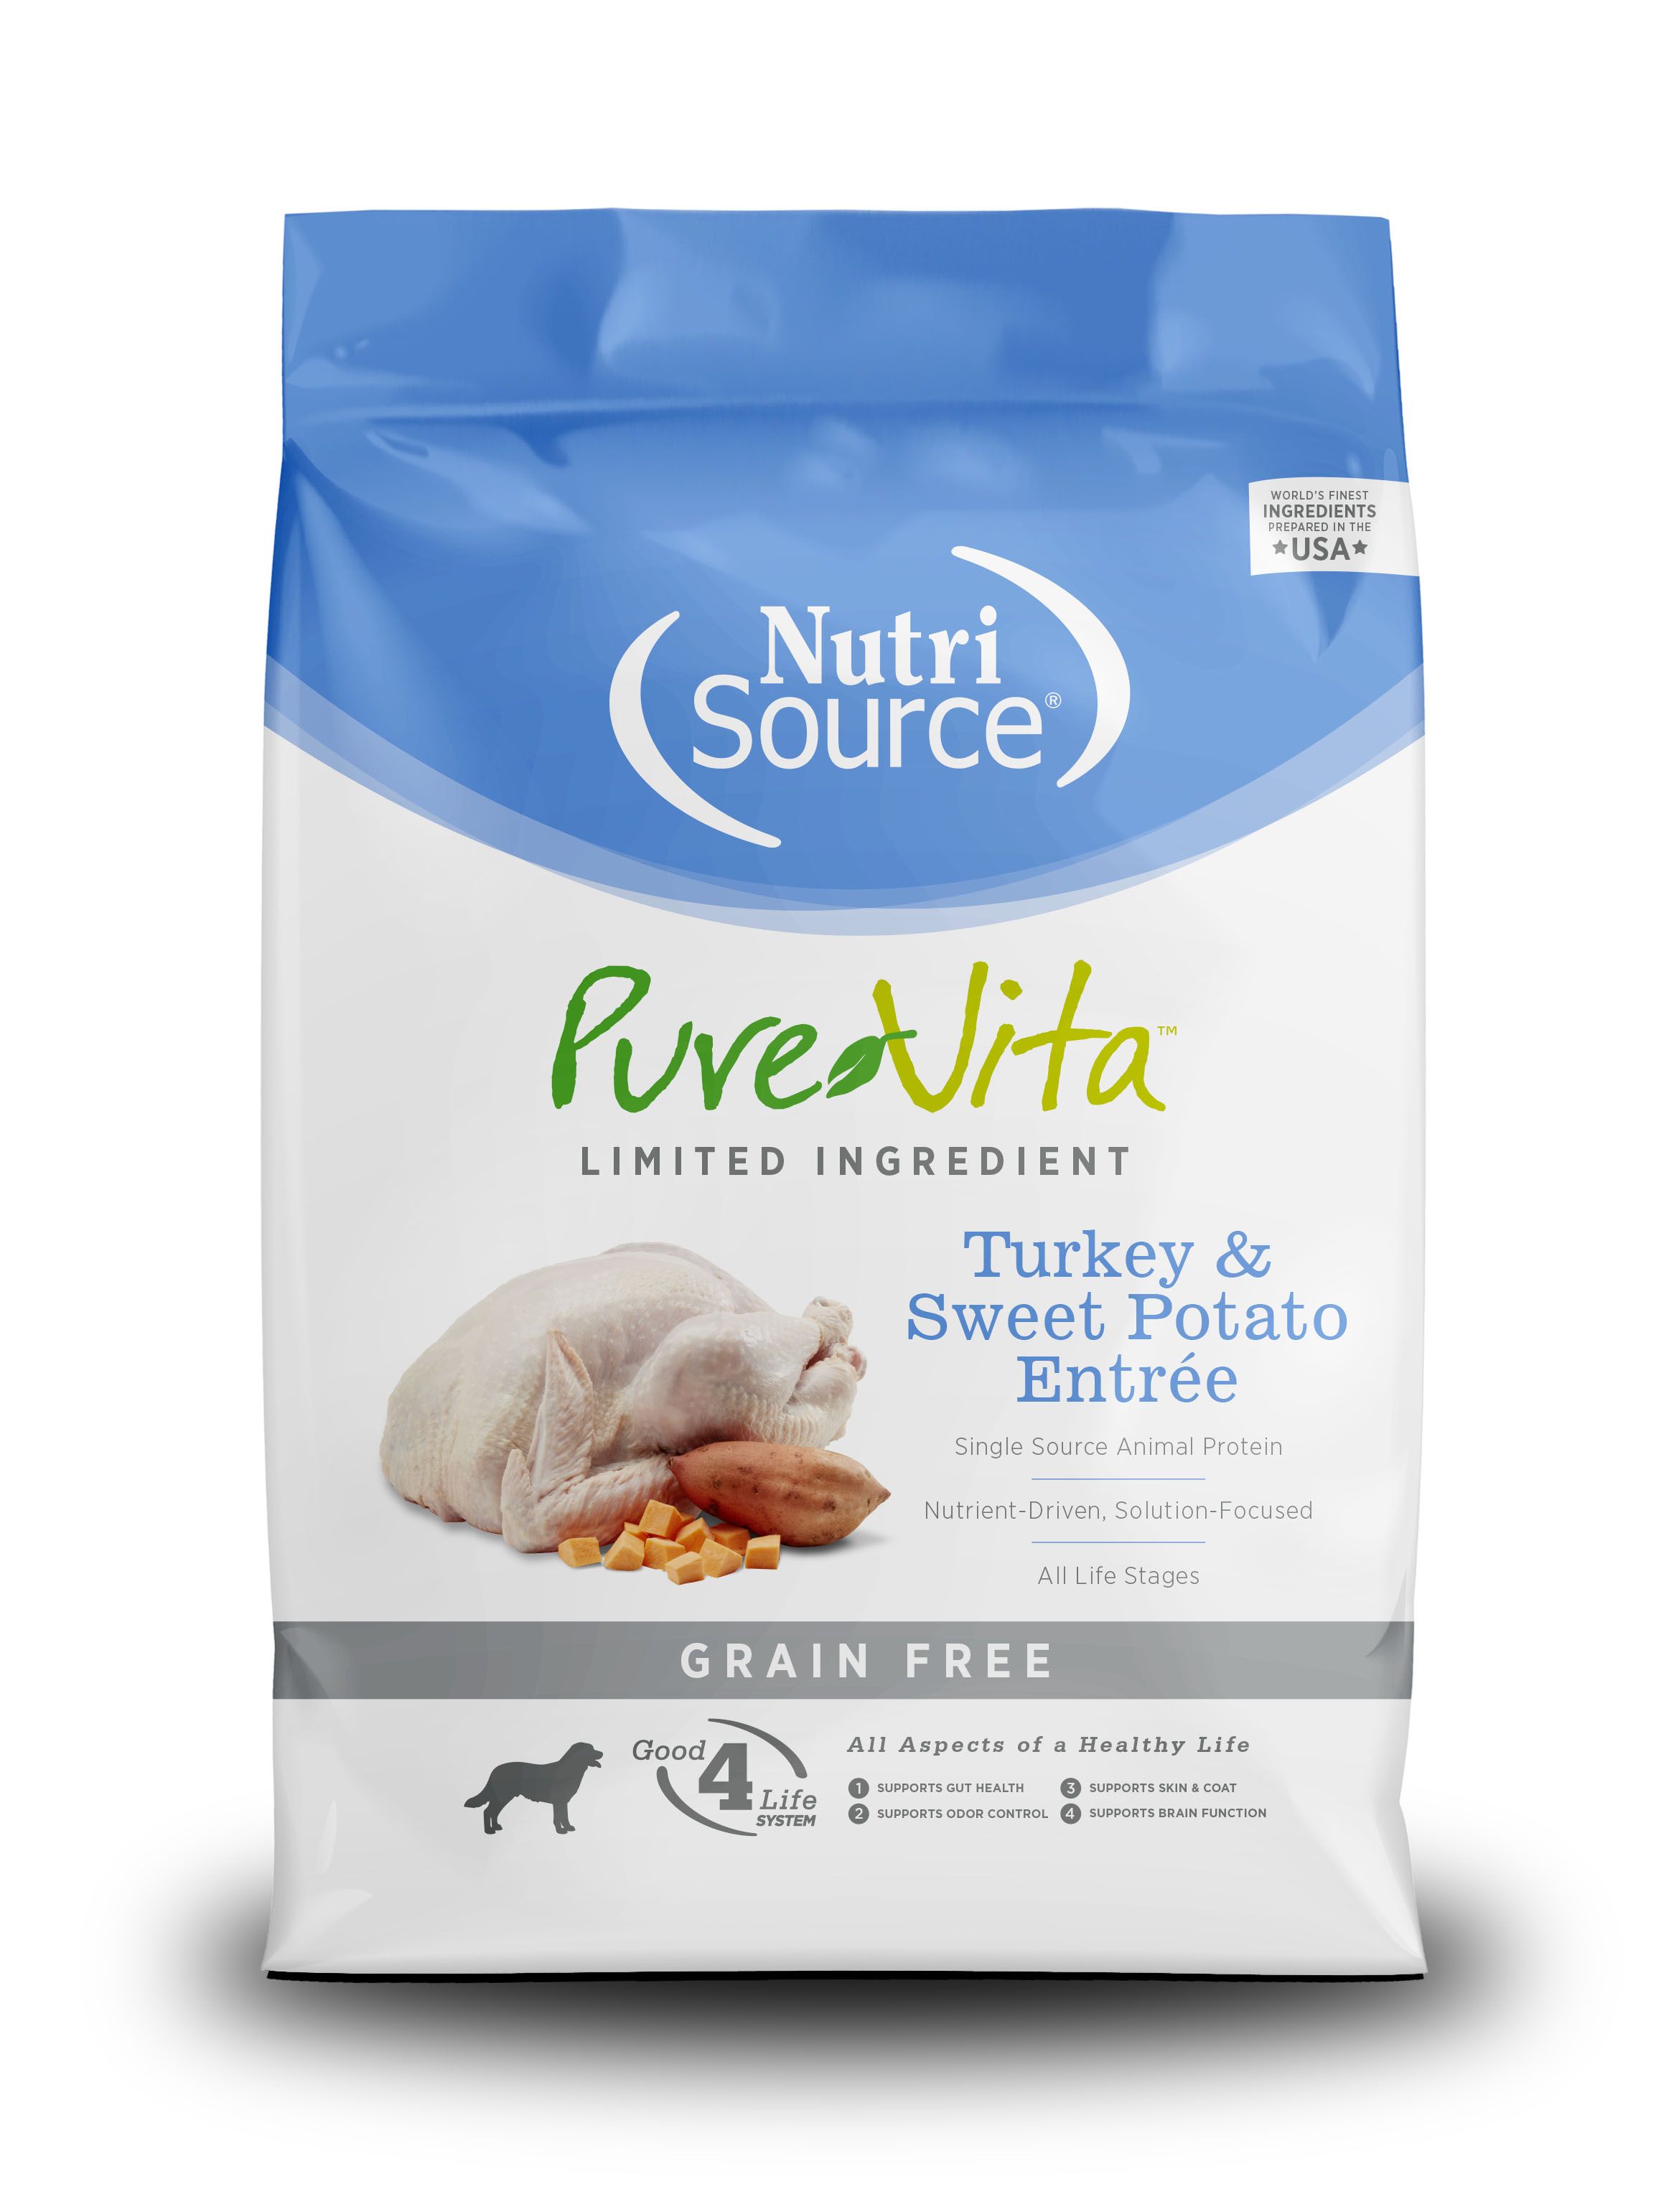 WORLD'S FINEST
INGREDIENTS
PREPARED IN THE
★USA★
Nutri
Source®
PureVita™
LIMITED INGREDIENT
Turkey &
Sweet Potato
Entrée
Single Source Animal Protein
Nutrient-Driven, Solution-Focused
All Life Stages
GRAIN FREE
Good
4
Life
SYSTEM
All Aspects of a Healthy Life
1 SUPPORTS GUT HEALTH
2 SUPPORTS ODOR CONTROL
3 SUPPORTS SKIN & COAT
4 SUPPORTS BRAIN FUNCTION